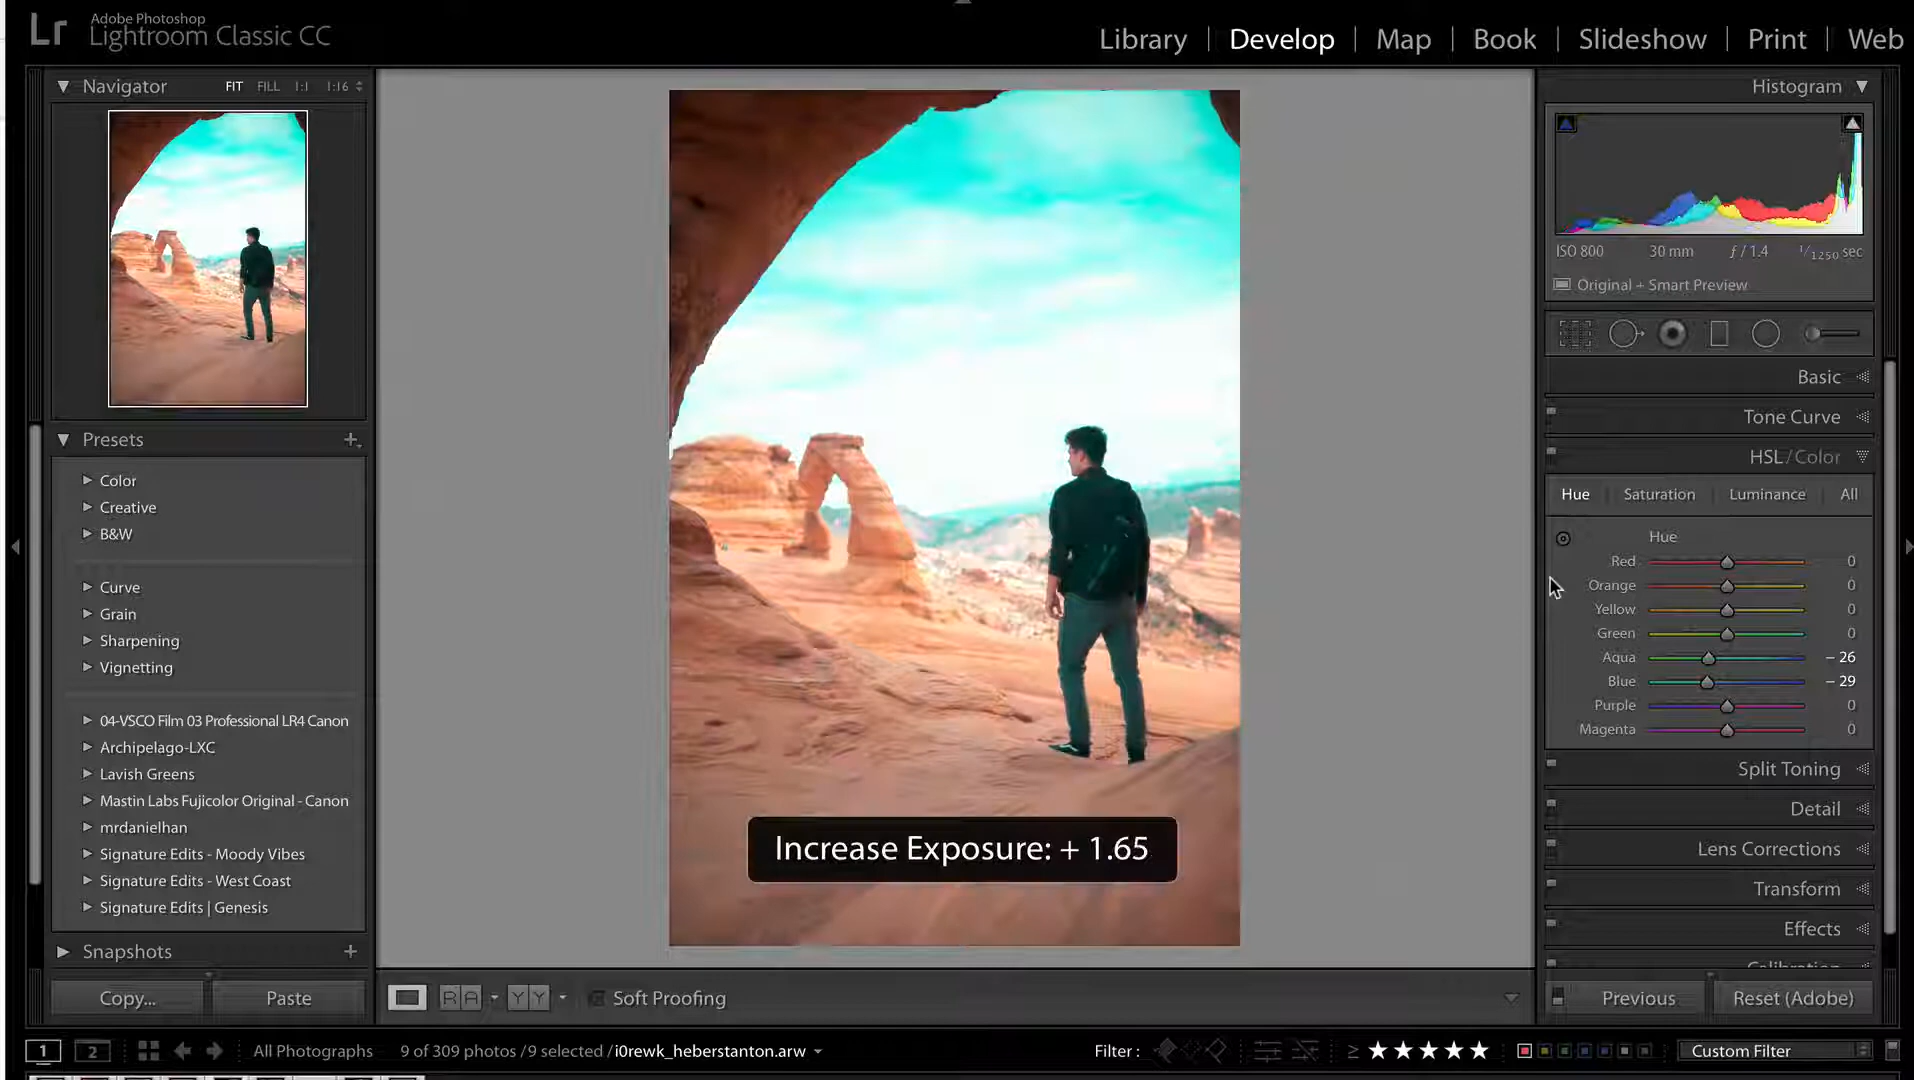 Lr
Adobe Photoshop
Lightroom Classic CC
Library | Develop | Map | Book | Slideshow | Print | Web
Navigator FIT FILL 1:1 1:16
Histogram
ISO 800 30 mm ƒ / 1.4 1/1250 sec
Original + Smart Preview
Basic
Tone Curve
HSL / Color
Hue Saturation Luminance All
Hue
Red 0
Orange 0
Yellow 0
Green 0
Aqua – 26
Blue – 29
Purple 0
Magenta 0
Split Toning
Detail
Lens Corrections
Transform
Effects
Calibration
Presets
Color
Creative
B&W
Curve
Grain
Sharpening
Vignetting
04-VSCO Film 03 Professional LR4 Canon
Archipelago-LXC
Lavish Greens
Mastin Labs Fujicolor Original - Canon
mrdanielhan
Signature Edits - Moody Vibes
Signature Edits - West Coast
Signature Edits | Genesis
Snapshots
Increase Exposure: + 1.65
Copy... Paste
R A Y Y Soft Proofing
Previous Reset (Adobe)
1 2 All Photographs 9 of 309 photos /9 selected /i0rewk_heberstanton.arw
Filter : ≥ ★★★★★ Custom Filter